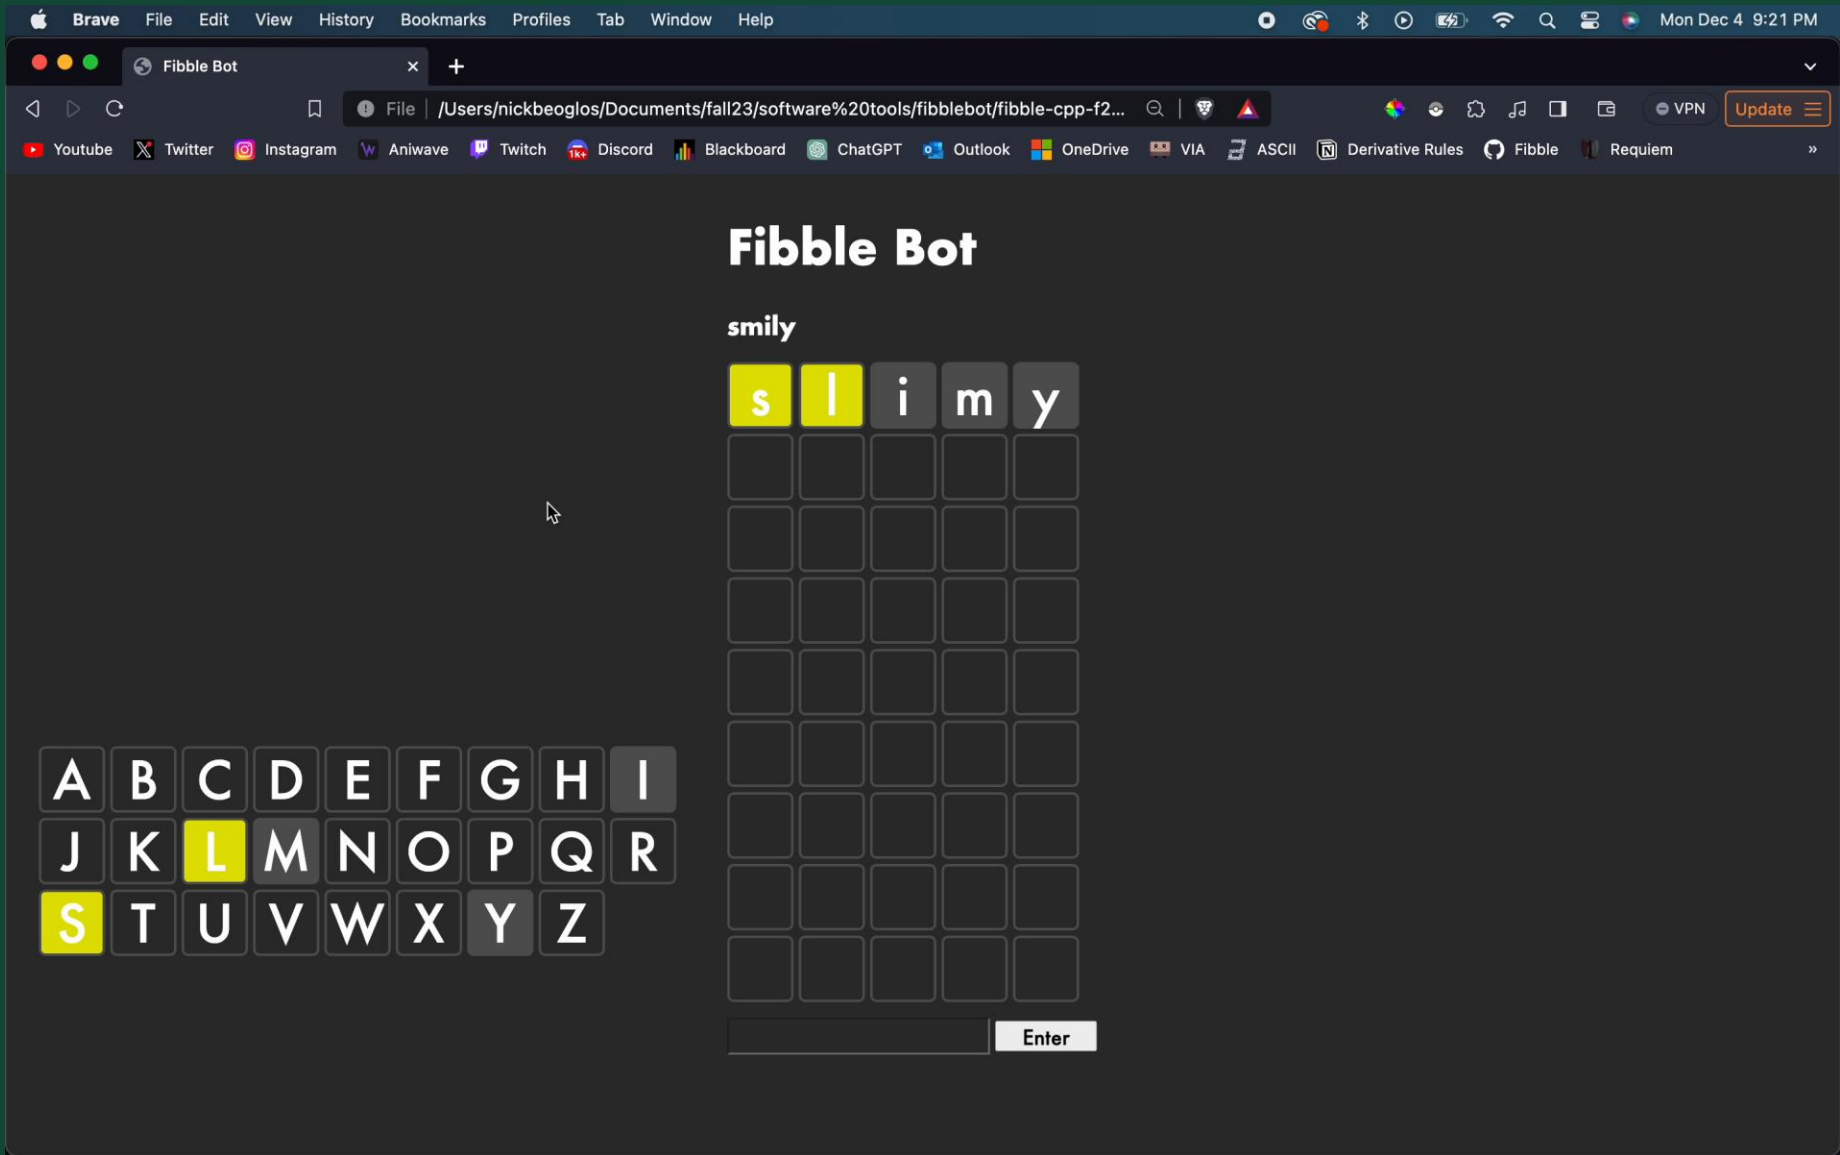 Brave File Edit View History Bookmarks Profiles Tab Window Help Mon Dec 4 9:21 PM
Fibble Bot
File /Users/nickbeoglos/Documents/fall23/software%20tools/fibblebot/fibble-cpp-f2... VPN Update
Youtube Twitter Instagram Aniwave Twitch 1k+ Discord Blackboard ChatGPT Outlook OneDrive VIA ASCII Derivative Rules Fibble Requiem »
Fibble Bot
smily
s l i m y
A B C D E F G H I
J K L M N O P Q R
S T U V W X Y Z
Enter